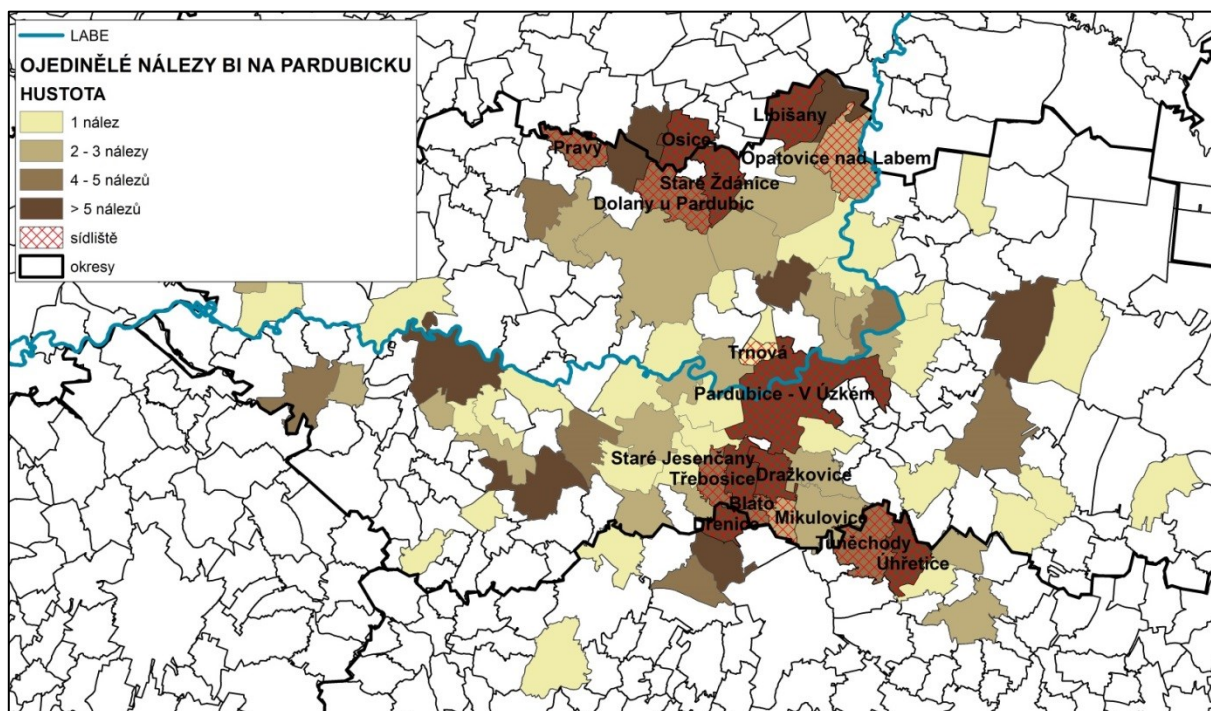 LABE
OJEDINĚLÉ NÁLEZY BI NA PARDUBICKU
HUSTOTA
1 nález
2 - 3 nálezy
4 - 5 nálezů
> 5 nálezů
sídliště
okresy
Libišany
Pravy
Osice
Opatovice nad Labem
Staré Ždánice
Dolany u Pardubic
Trnová
Pardubice - V Úzkém
Staré Jesenčany
Třebosice
Dražkovice
Blato
Mikulovice
Tuněchody
Úhřetice